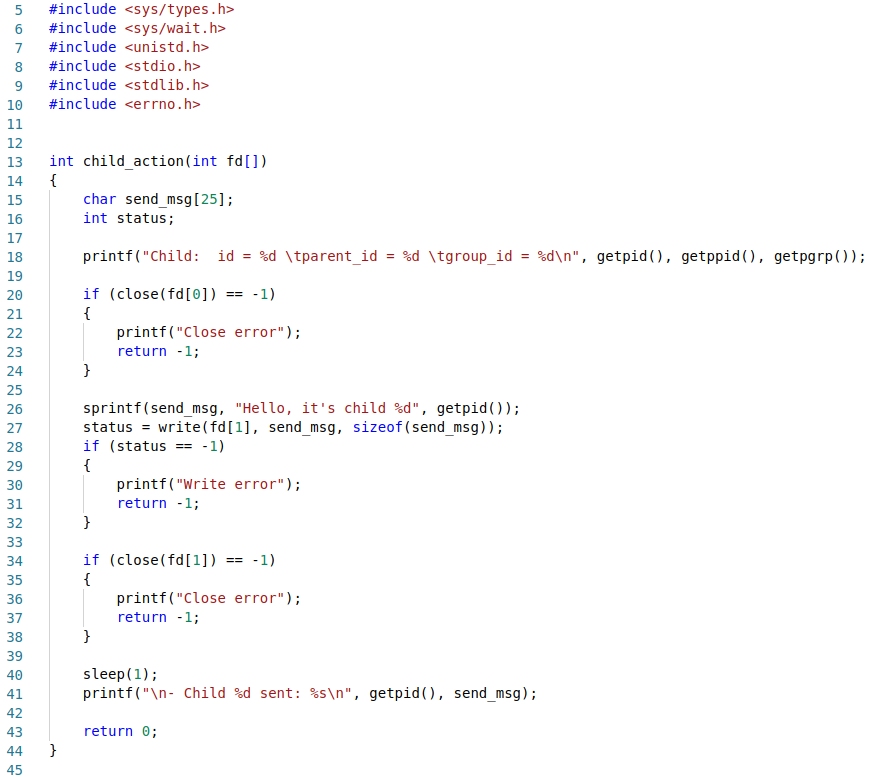 5 #include <sys/types.h>
6 #include <sys/wait.h>
7 #include <unistd.h>
8 #include <stdio.h>
9 #include <stdlib.h>
10 #include <errno.h>
11
12
13 int child_action(int fd[])
14 {
15     char send_msg[25];
16     int status;
17
18     printf("Child:  id = %d \tparent_id = %d \tgroup_id = %d\n", getpid(), getppid(), getpgrp());
19
20     if (close(fd[0]) == -1)
21     {
22         printf("Close error");
23         return -1;
24     }
25
26     sprintf(send_msg, "Hello, it's child %d", getpid());
27     status = write(fd[1], send_msg, sizeof(send_msg));
28     if (status == -1)
29     {
30         printf("Write error");
31         return -1;
32     }
33
34     if (close(fd[1]) == -1)
35     {
36         printf("Close error");
37         return -1;
38     }
39
40     sleep(1);
41     printf("\n- Child %d sent: %s\n", getpid(), send_msg);
42
43     return 0;
44 }
45